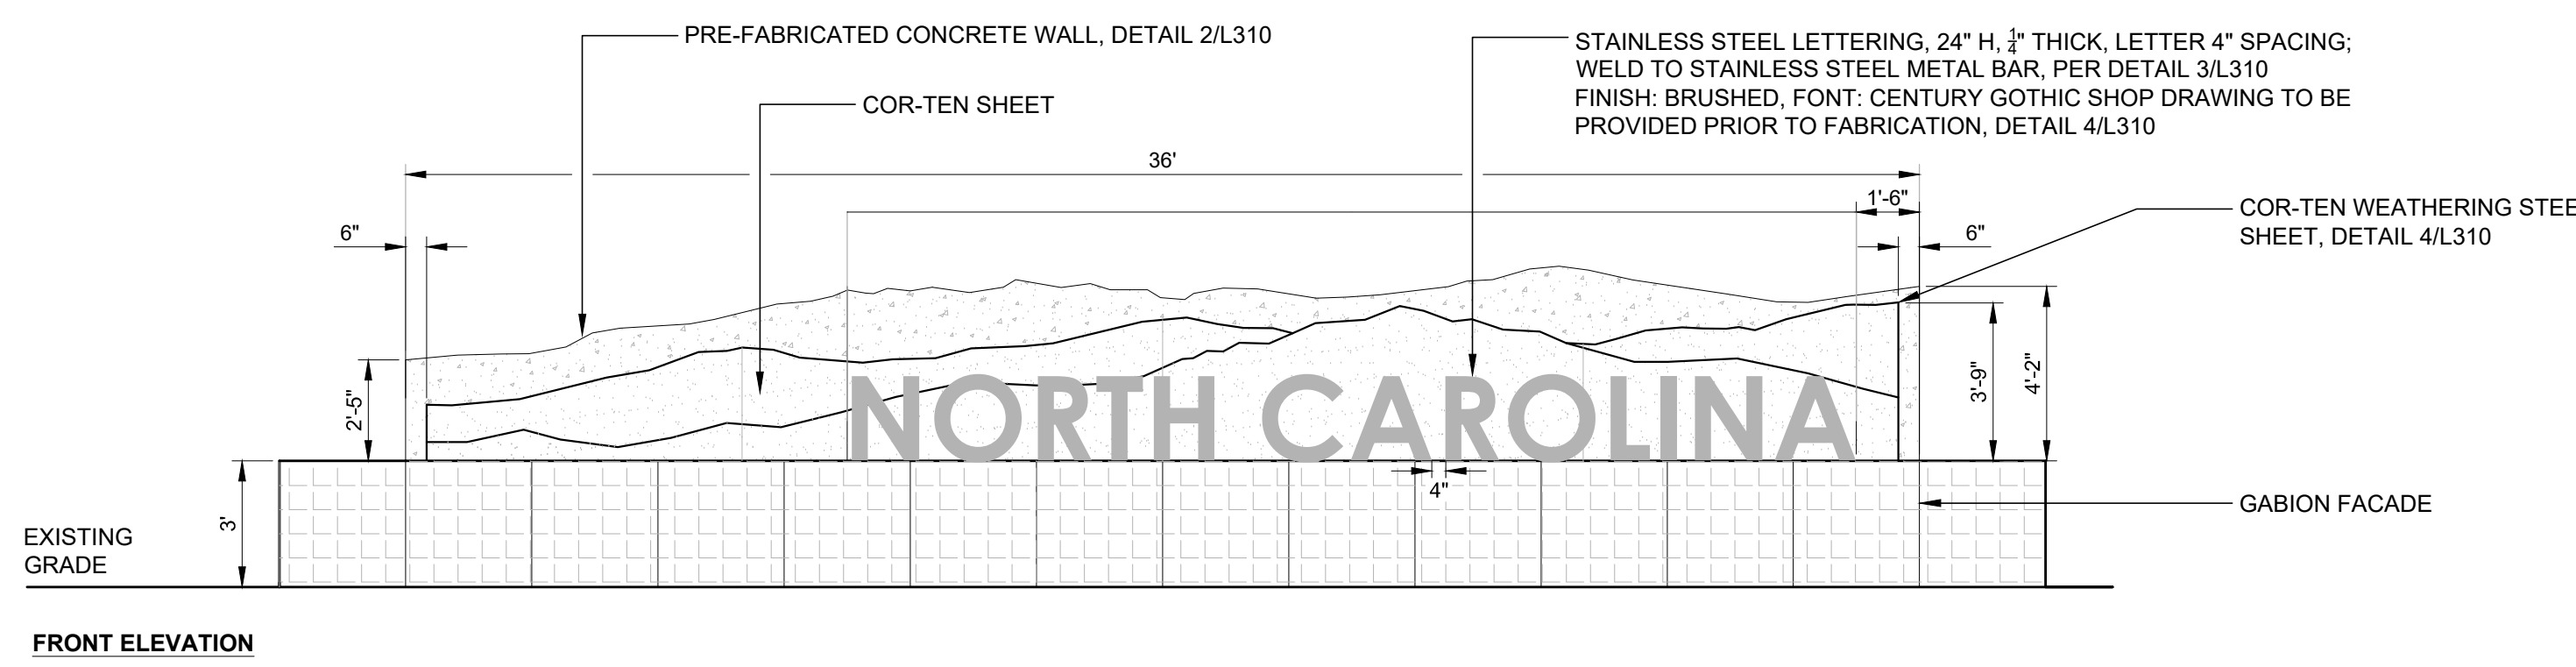 PRE-FABRICATED CONCRETE WALL, DETAIL 2/L310
STAINLESS STEEL LETTERING, 24" H, 1/4" THICK, LETTER 4" SPACING;
WELD TO STAINLESS STEEL METAL BAR, PER DETAIL 3/L310
FINISH: BRUSHED, FONT: CENTURY GOTHIC SHOP DRAWING TO BE
PROVIDED PRIOR TO FABRICATION, DETAIL 4/L310
COR-TEN SHEET
36'
1'-6"
6"
6"
COR-TEN WEATHERING STEE
SHEET, DETAIL 4/L310
2'-5"
3'-9"
4'-2"
NORTH CAROLINA
4"
GABION FACADE
3'
EXISTING
GRADE
FRONT ELEVATION